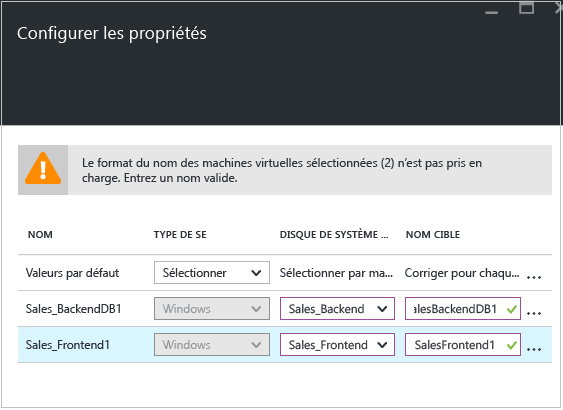 Configurer les propriétés
Le format du nom des machines virtuelles sélectionnées (2) n'est pas pris en
charge. Entrez un nom valide.
NOM TYPE DE SE DISQUE DE SYSTÈME ... NOM CIBLE
Valeurs par défaut Sélectionner Sélectionner par ma... Corriger pour chaqu... ...
Sales_BackendDB1 Windows Sales_Backend alesBackendDB1 ...
Sales_Frontend1 Windows Sales_Frontend SalesFrontend1 ...